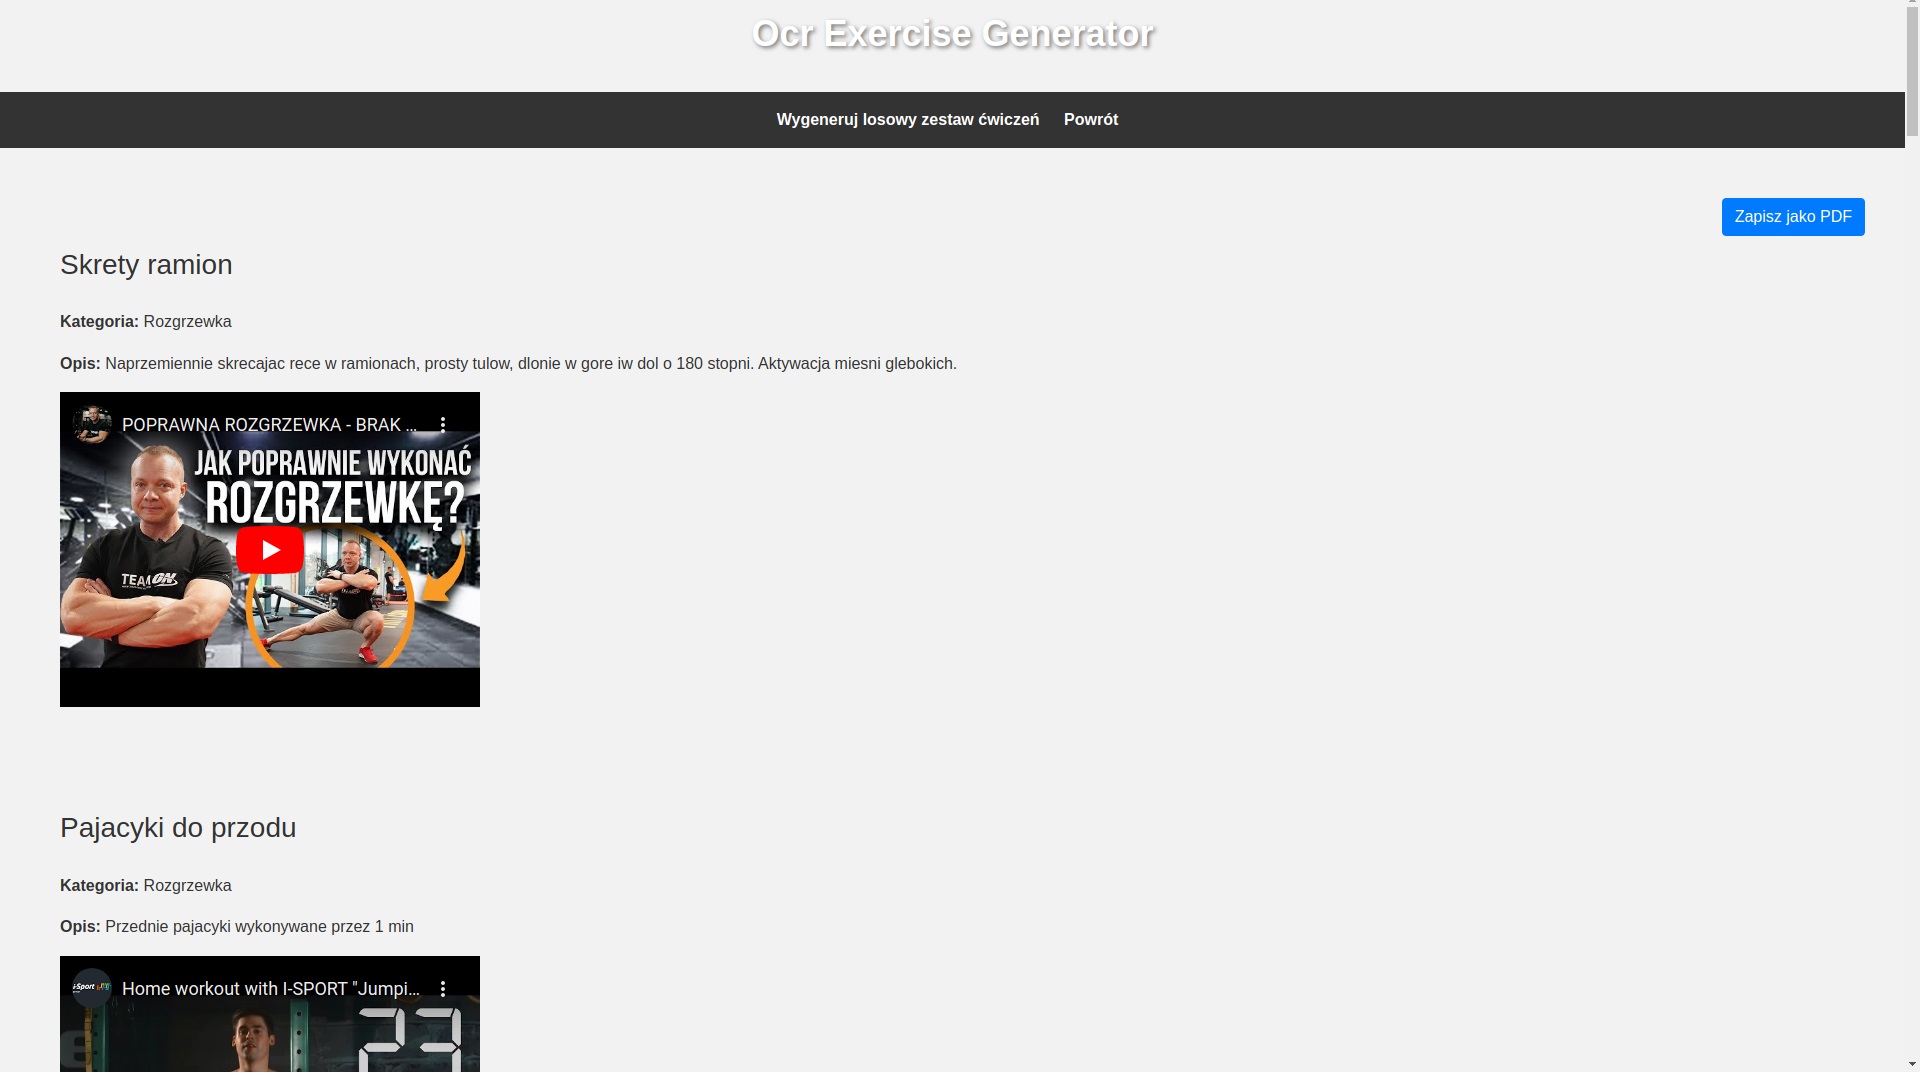 Ocr Exercise Generator
Wygeneruj losowy zestaw ćwiczeń Powrót
Zapisz jako PDF
Skrety ramion
Kategoria: Rozgrzewka
Opis: Naprzemiennie skrecajac rece w ramionach, prosty tulow, dlonie w gore iw dol o 180 stopni. Aktywacja miesni glebokich.
POPRAWNA ROZGRZEWKA - BRAK ...
JAK POPRAWNIE WYKONAĆ
ROZGRZEWKĘ?
TEAM ON
Pajacyki do przodu
Kategoria: Rozgrzewka
Opis: Przednie pajacyki wykonywane przez 1 min
i-Sport
Home workout with I-SPORT "Jumpi...
23